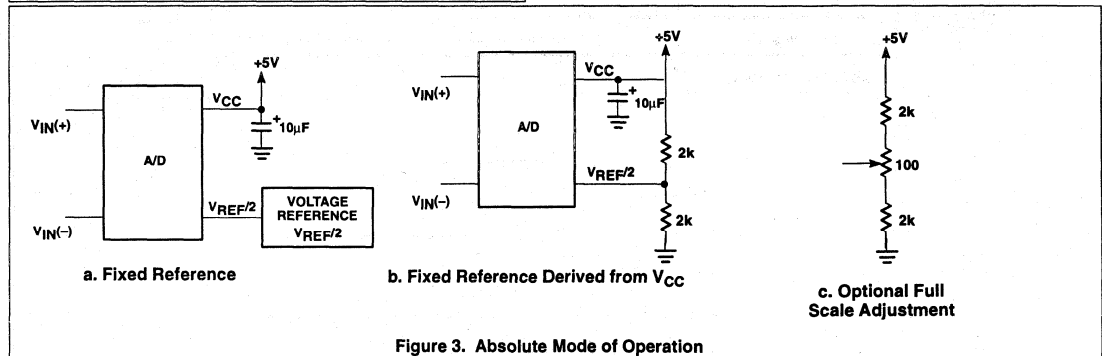 +5V
VCC
VIN(+)
+
10μF
A/D
VREF/2
VOLTAGE
REFERENCE
VREF/2
VIN(–)
a. Fixed Reference
+5V
VCC
VIN(+)
+
10μF
A/D
2k
VREF/2
VIN(–)
2k
b. Fixed Reference Derived from VCC
+5V
2k
100
2k
c. Optional Full
Scale Adjustment
Figure 3. Absolute Mode of Operation